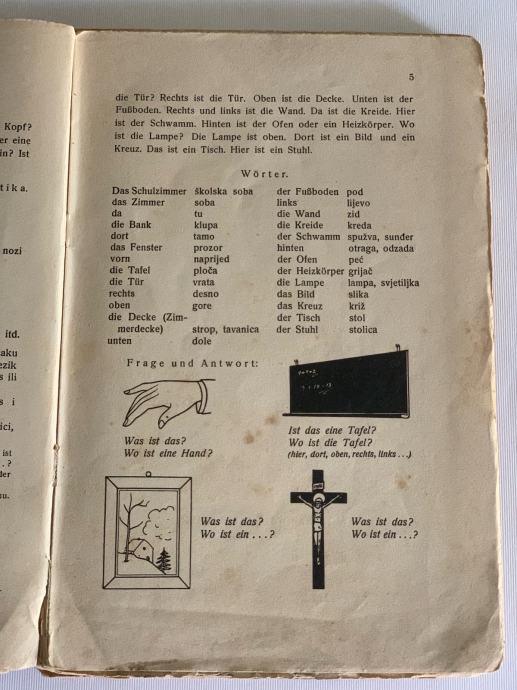 Kopf?
er eine
in? Ist
tika.
nozi
itd.
aku
ezik
s ili
s i
ici,
ist
. . ?
der
su.
5
die Tür? Rechts ist die Tür. Oben ist die Decke. Unten ist der
Fußboden. Rechts und links ist die Wand. Da ist die Kreide. Hier
ist der Schwamm. Hinten ist der Ofen oder ein Heizkörper. Wo
ist die Lampe? Die Lampe ist oben. Dort ist ein Bild und ein
Kreuz. Das ist ein Tisch. Hier ist ein Stuhl.
Wörter.
Das Schulzimmer školska soba
das Zimmer soba
da tu
die Bank klupa
dort tamo
das Fenster prozor
vorn naprijed
die Tafel ploča
die Tür vrata
rechts desno
oben gore
die Decke (Zim-
merdecke) strop, tavanica
unten dole
der Fußboden pod
links lijevo
die Wand zid
die Kreide kreda
der Schwamm spužva, sunđer
hinten otraga, odzada
der Ofen peć
der Heizkörper grijač
die Lampe lampa, svjetiljka
das Bild slika
das Kreuz križ
der Tisch stol
der Stuhl stolica
Frage und Antwort:
Was ist das?
Wo ist eine Hand?
Ist das eine Tafel?
Wo ist die Tafel?
(hier, dort, oben, rechts, links . . .)
Was ist das?
Wo ist ein . . . ?
Was ist das?
Wo ist ein . . . ?